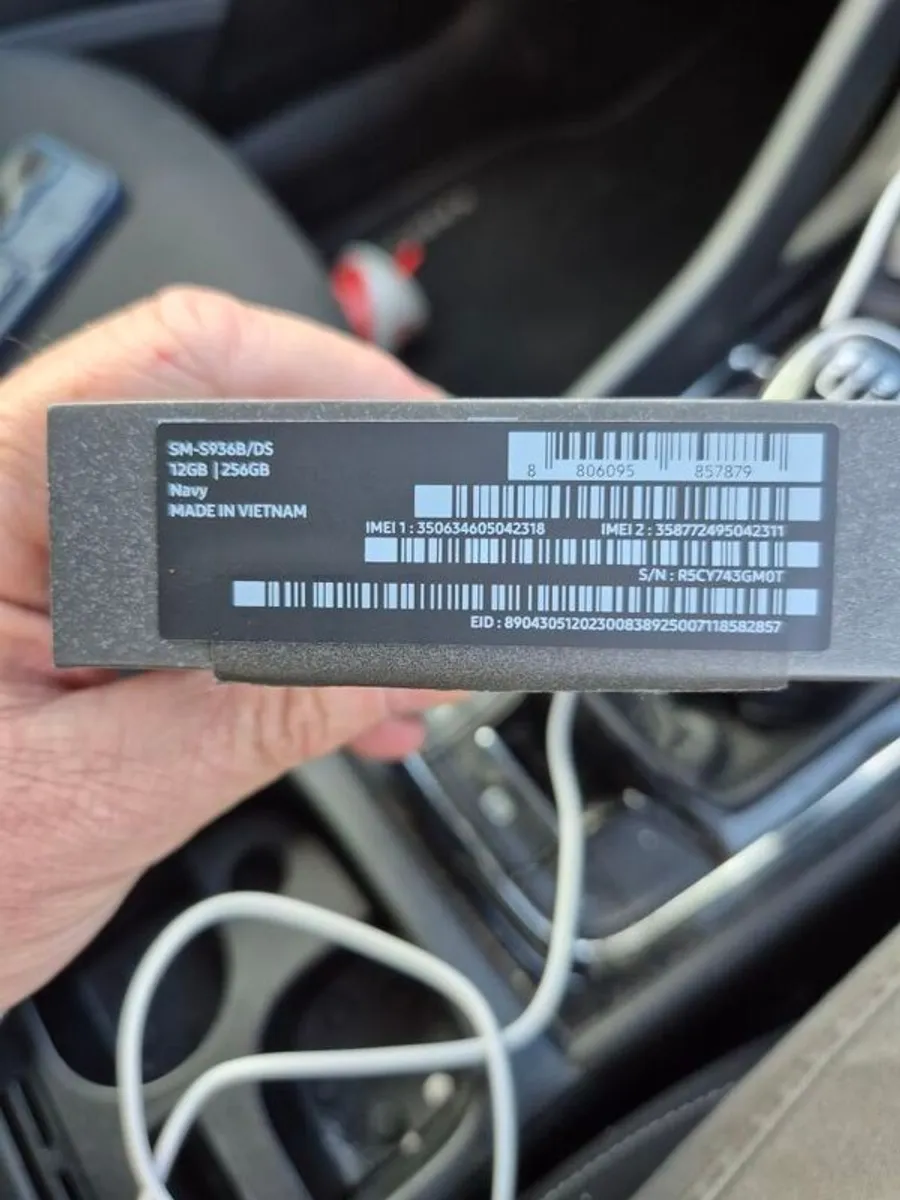 SM-S936B/DS
12GB | 256GB
Navy
MADE IN VIETNAM
8 806095 857879
IMEI 1 : 350634605042318 IMEI 2 : 358772495042311
S/N : R5CY743GM0T
EID : 89043051202300838925007118582857